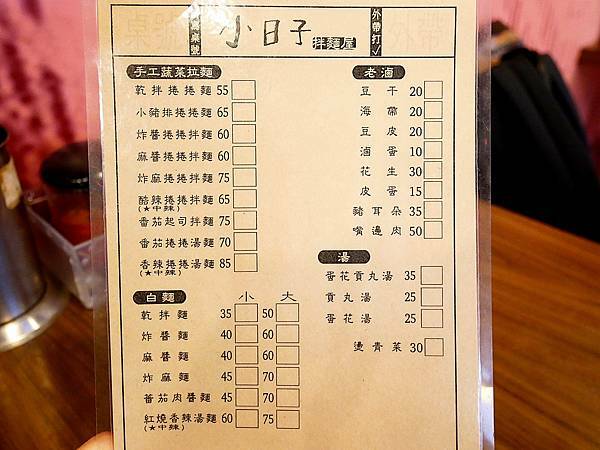 桌號
小日子
拌麵屋
外帶打✓
手工蔬菜拉麵
乾拌捲捲麵 55
小豬排捲捲麵 65
炸醬捲捲拌麵 60
麻醬捲捲拌麵 60
炸麻捲捲拌麵 75
酷辣捲捲拌麵 65
(★中辣)
番茄起司拌麵 75
番茄捲捲湯麵 70
香辣捲捲湯麵 85
(★中辣)
白麵 小 大
乾拌麵 35 50
炸醬麵 40 60
麻醬麵 40 60
炸麻麵 45 70
蕃茄肉醬麵 45 70
紅燒香辣湯麵 60 75
(★中辣)
老滷
豆干 20
海帶 20
豆皮 20
滷蛋 10
花生 30
皮蛋 15
豬耳朵 35
嘴邊肉 50
湯
蛋花貢丸湯 35
貢丸湯 25
蛋花湯 25
燙青菜 30